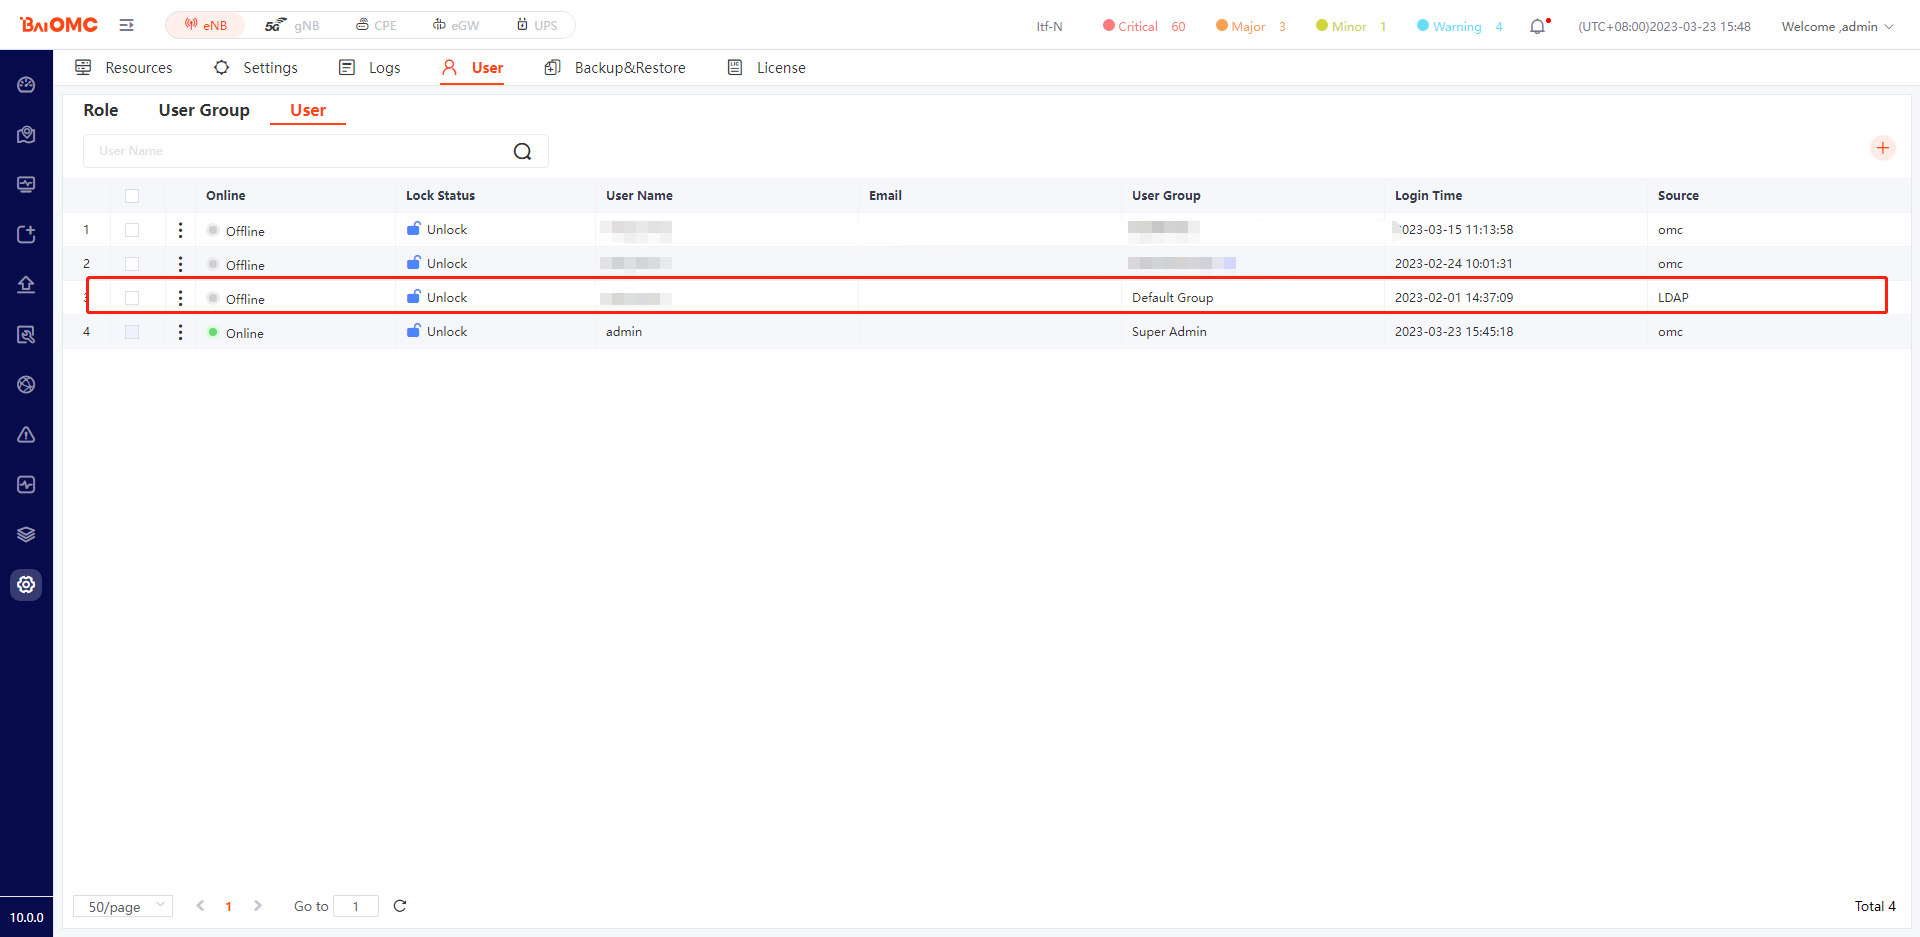 BaiOMC eNB 5G gNB CPE eGW UPS Itf-N Critical 60 Major 3 Minor 1 Warning 4 (UTC+08:00)2023-03-23 15:48 Welcome ,admin
Resources Settings Logs User Backup&Restore License
Role User Group User
User Name
Online Lock Status User Name Email User Group Login Time Source
1 Offline Unlock 2023-03-15 11:13:58 omc
2 Offline Unlock 2023-02-24 10:01:31 omc
3 Offline Unlock Default Group 2023-02-01 14:37:09 LDAP
4 Online Unlock admin Super Admin 2023-03-23 15:45:18 omc
50/page 1 Go to 1 Total 4
10.0.0